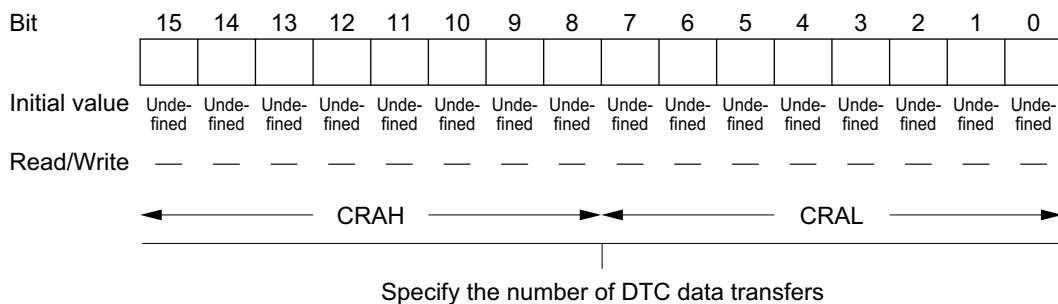 Bit 15 14 13 12 11 10 9 8 7 6 5 4 3 2 1 0
Initial value Unde- Unde- Unde- Unde- Unde- Unde- Unde- Unde- Unde- Unde- Unde- Unde- Unde- Unde- Unde- Unde-
fined fined fined fined fined fined fined fined fined fined fined fined fined fined fined fined
Read/Write — — — — — — — — — — — — — — — —
CRAH CRAL
Specify the number of DTC data transfers